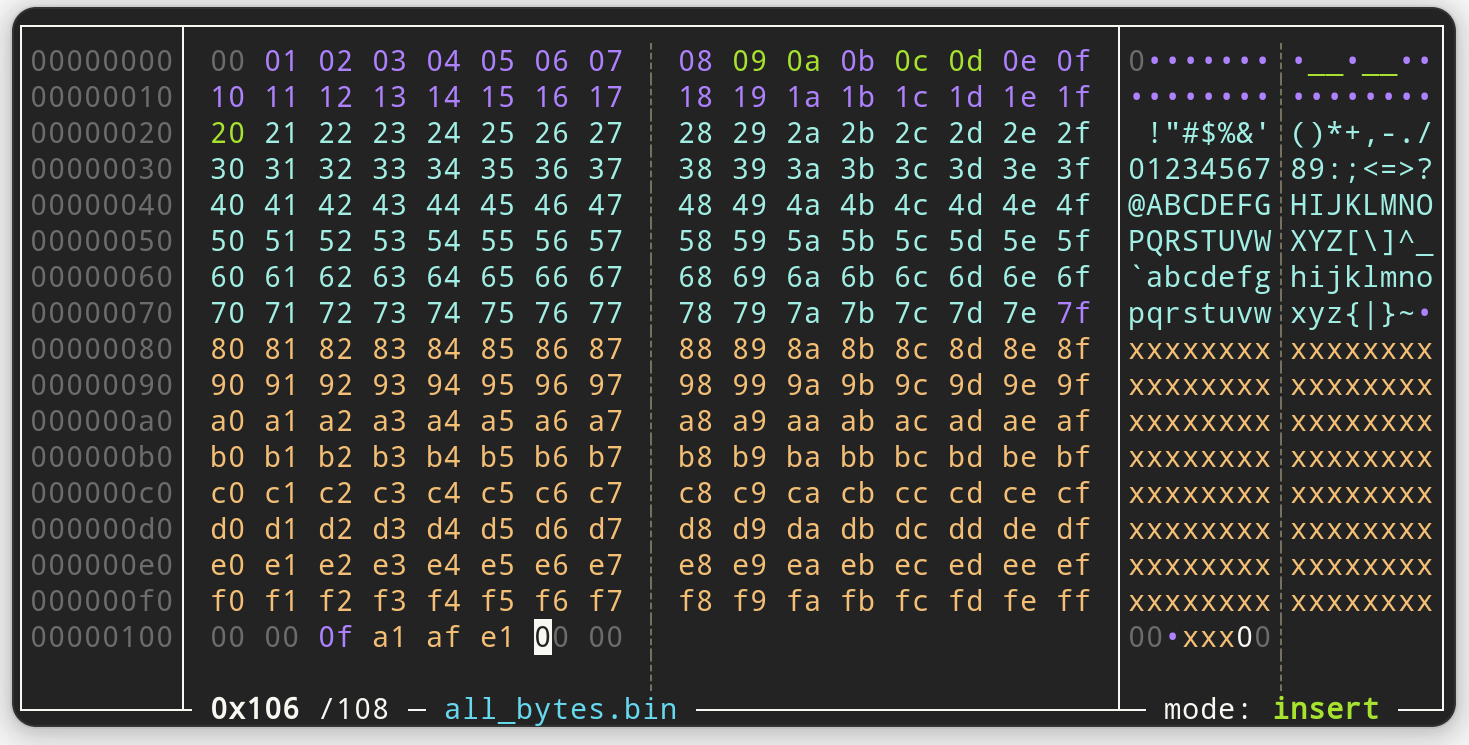 00000000 00 01 02 03 04 05 06 07 08 09 0a 0b 0c 0d 0e 0f 0••••••• •__•__••
00000010 10 11 12 13 14 15 16 17 18 19 1a 1b 1c 1d 1e 1f •••••••• ••••••••
00000020 20 21 22 23 24 25 26 27 28 29 2a 2b 2c 2d 2e 2f  !"#$%&' ()*+,-./
00000030 30 31 32 33 34 35 36 37 38 39 3a 3b 3c 3d 3e 3f 01234567 89:;<=>?
00000040 40 41 42 43 44 45 46 47 48 49 4a 4b 4c 4d 4e 4f @ABCDEFG HIJKLMNO
00000050 50 51 52 53 54 55 56 57 58 59 5a 5b 5c 5d 5e 5f PQRSTUVW XYZ[\]^_
00000060 60 61 62 63 64 65 66 67 68 69 6a 6b 6c 6d 6e 6f `abcdefg hijklmno
00000070 70 71 72 73 74 75 76 77 78 79 7a 7b 7c 7d 7e 7f pqrstuvw xyz{|}~•
00000080 80 81 82 83 84 85 86 87 88 89 8a 8b 8c 8d 8e 8f xxxxxxxx xxxxxxxx
00000090 90 91 92 93 94 95 96 97 98 99 9a 9b 9c 9d 9e 9f xxxxxxxx xxxxxxxx
000000a0 a0 a1 a2 a3 a4 a5 a6 a7 a8 a9 aa ab ac ad ae af xxxxxxxx xxxxxxxx
000000b0 b0 b1 b2 b3 b4 b5 b6 b7 b8 b9 ba bb bc bd be bf xxxxxxxx xxxxxxxx
000000c0 c0 c1 c2 c3 c4 c5 c6 c7 c8 c9 ca cb cc cd ce cf xxxxxxxx xxxxxxxx
000000d0 d0 d1 d2 d3 d4 d5 d6 d7 d8 d9 da db dc dd de df xxxxxxxx xxxxxxxx
000000e0 e0 e1 e2 e3 e4 e5 e6 e7 e8 e9 ea eb ec ed ee ef xxxxxxxx xxxxxxxx
000000f0 f0 f1 f2 f3 f4 f5 f6 f7 f8 f9 fa fb fc fd fe ff xxxxxxxx xxxxxxxx
00000100 00 00 0f a1 af e1 00 00 00•xxx00
0x106 /108 — all_bytes.bin mode: insert